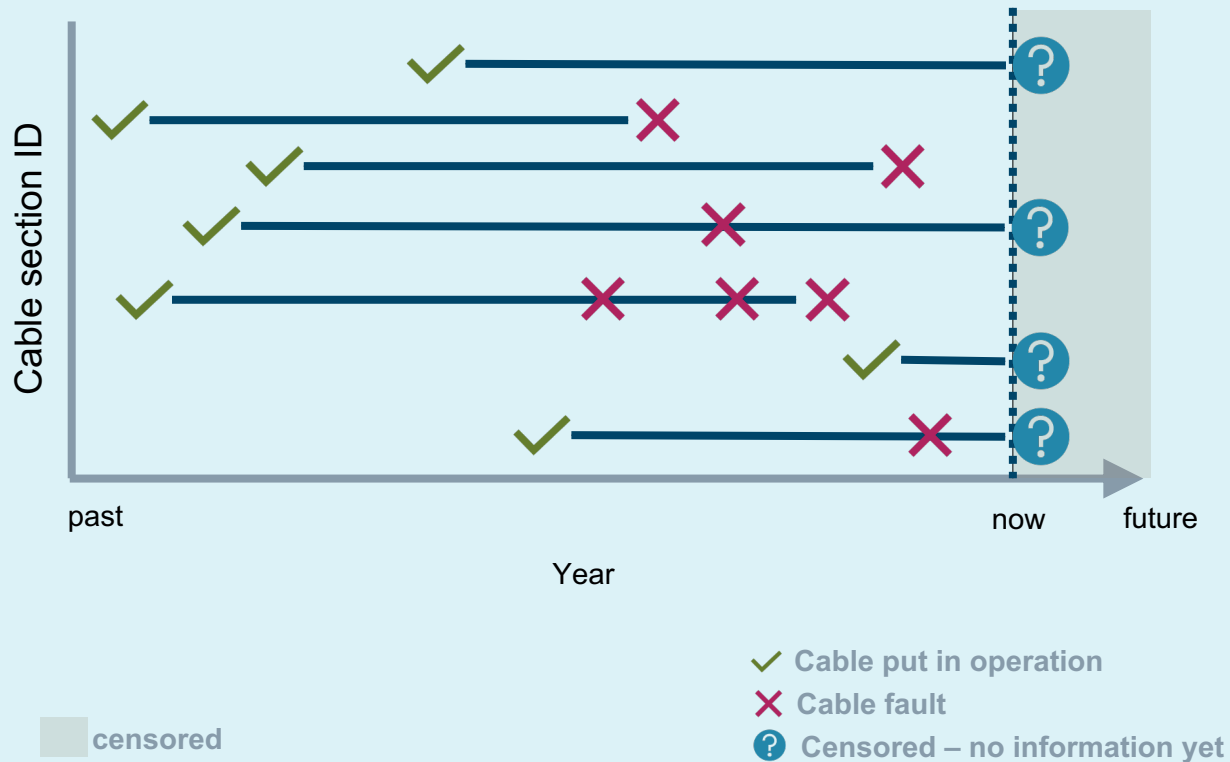 Cable section ID
past
now
future
Year
Cable put in operation
Cable fault
censored
Censored – no information yet